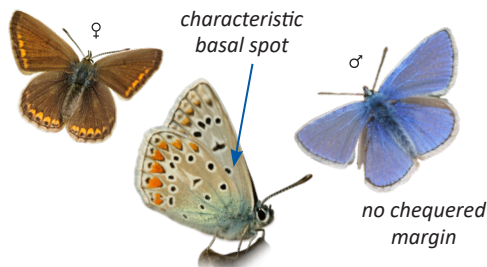 ♀
characteristic
basal spot
♂
no chequered
margin